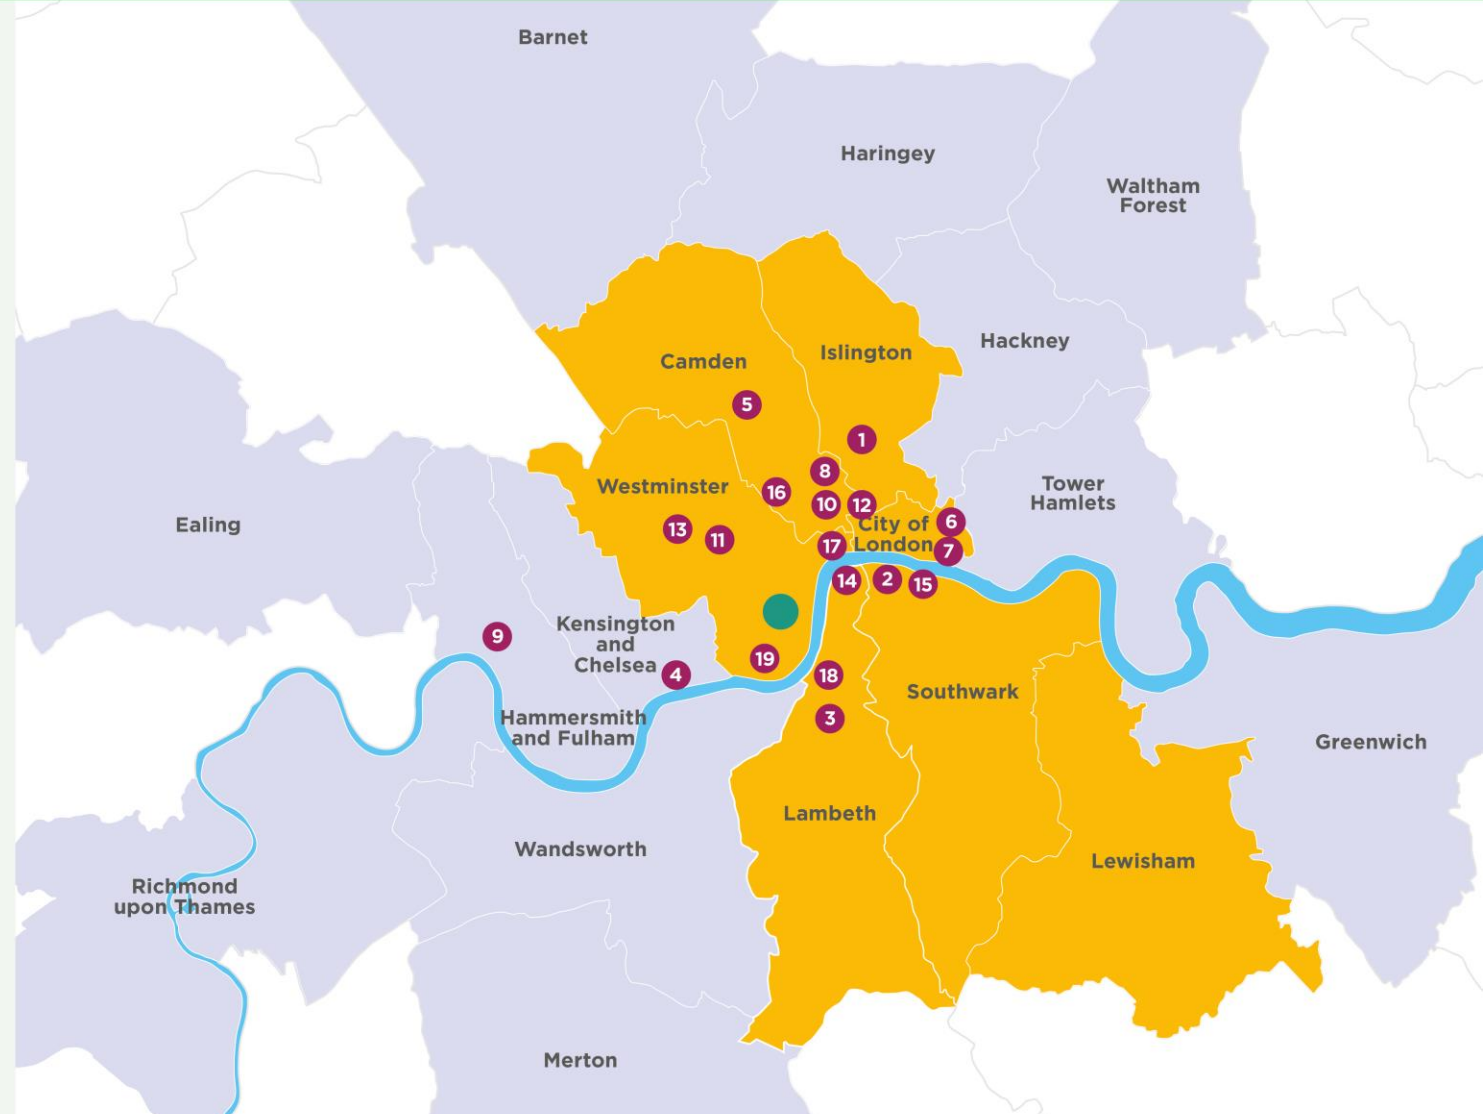 Barnet
Haringey
Waltham
Forest
Hackney
Islington
Camden
5
1
8
Westminster
16
10
12
Tower
Hamlets
Ealing
13
11
City of
London
6
17
7
14
2
15
Kensington
and
Chelsea
9
19
4
18
Southwark
3
Hammersmith
and Fulham
Greenwich
Lambeth
Wandsworth
Lewisham
Richmond
upon Thames
Merton